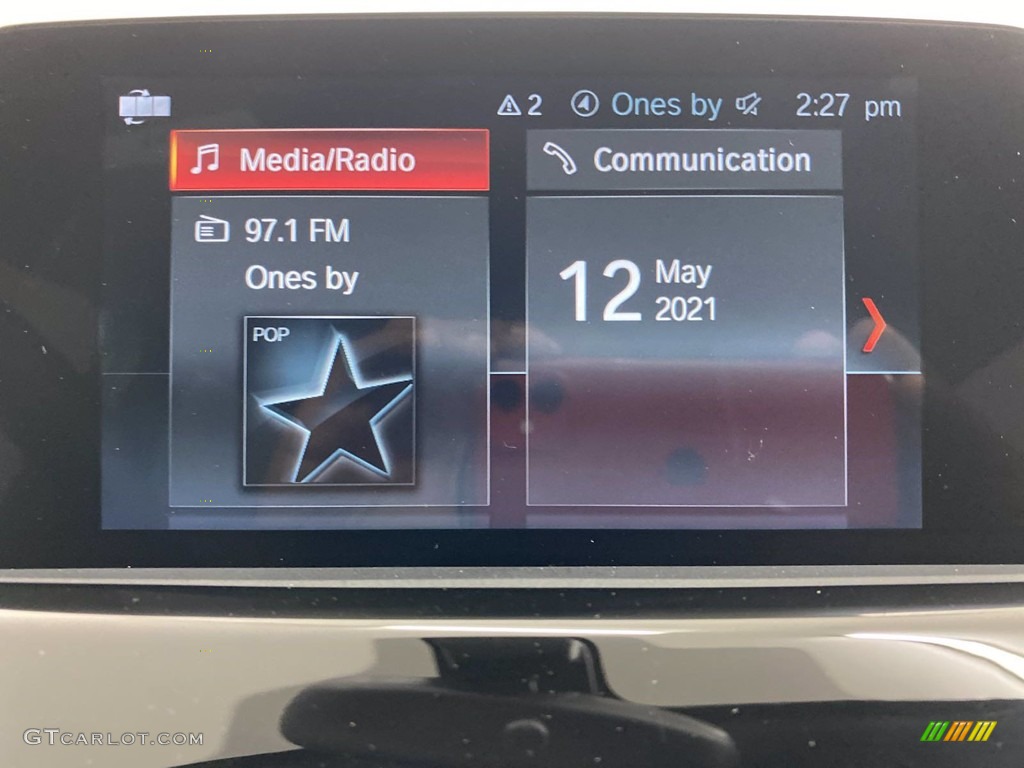 2 Ones by 2:27 pm
Media/Radio
Communication
97.1 FM
Ones by
POP
12 May
2021
GTCARLOT.COM